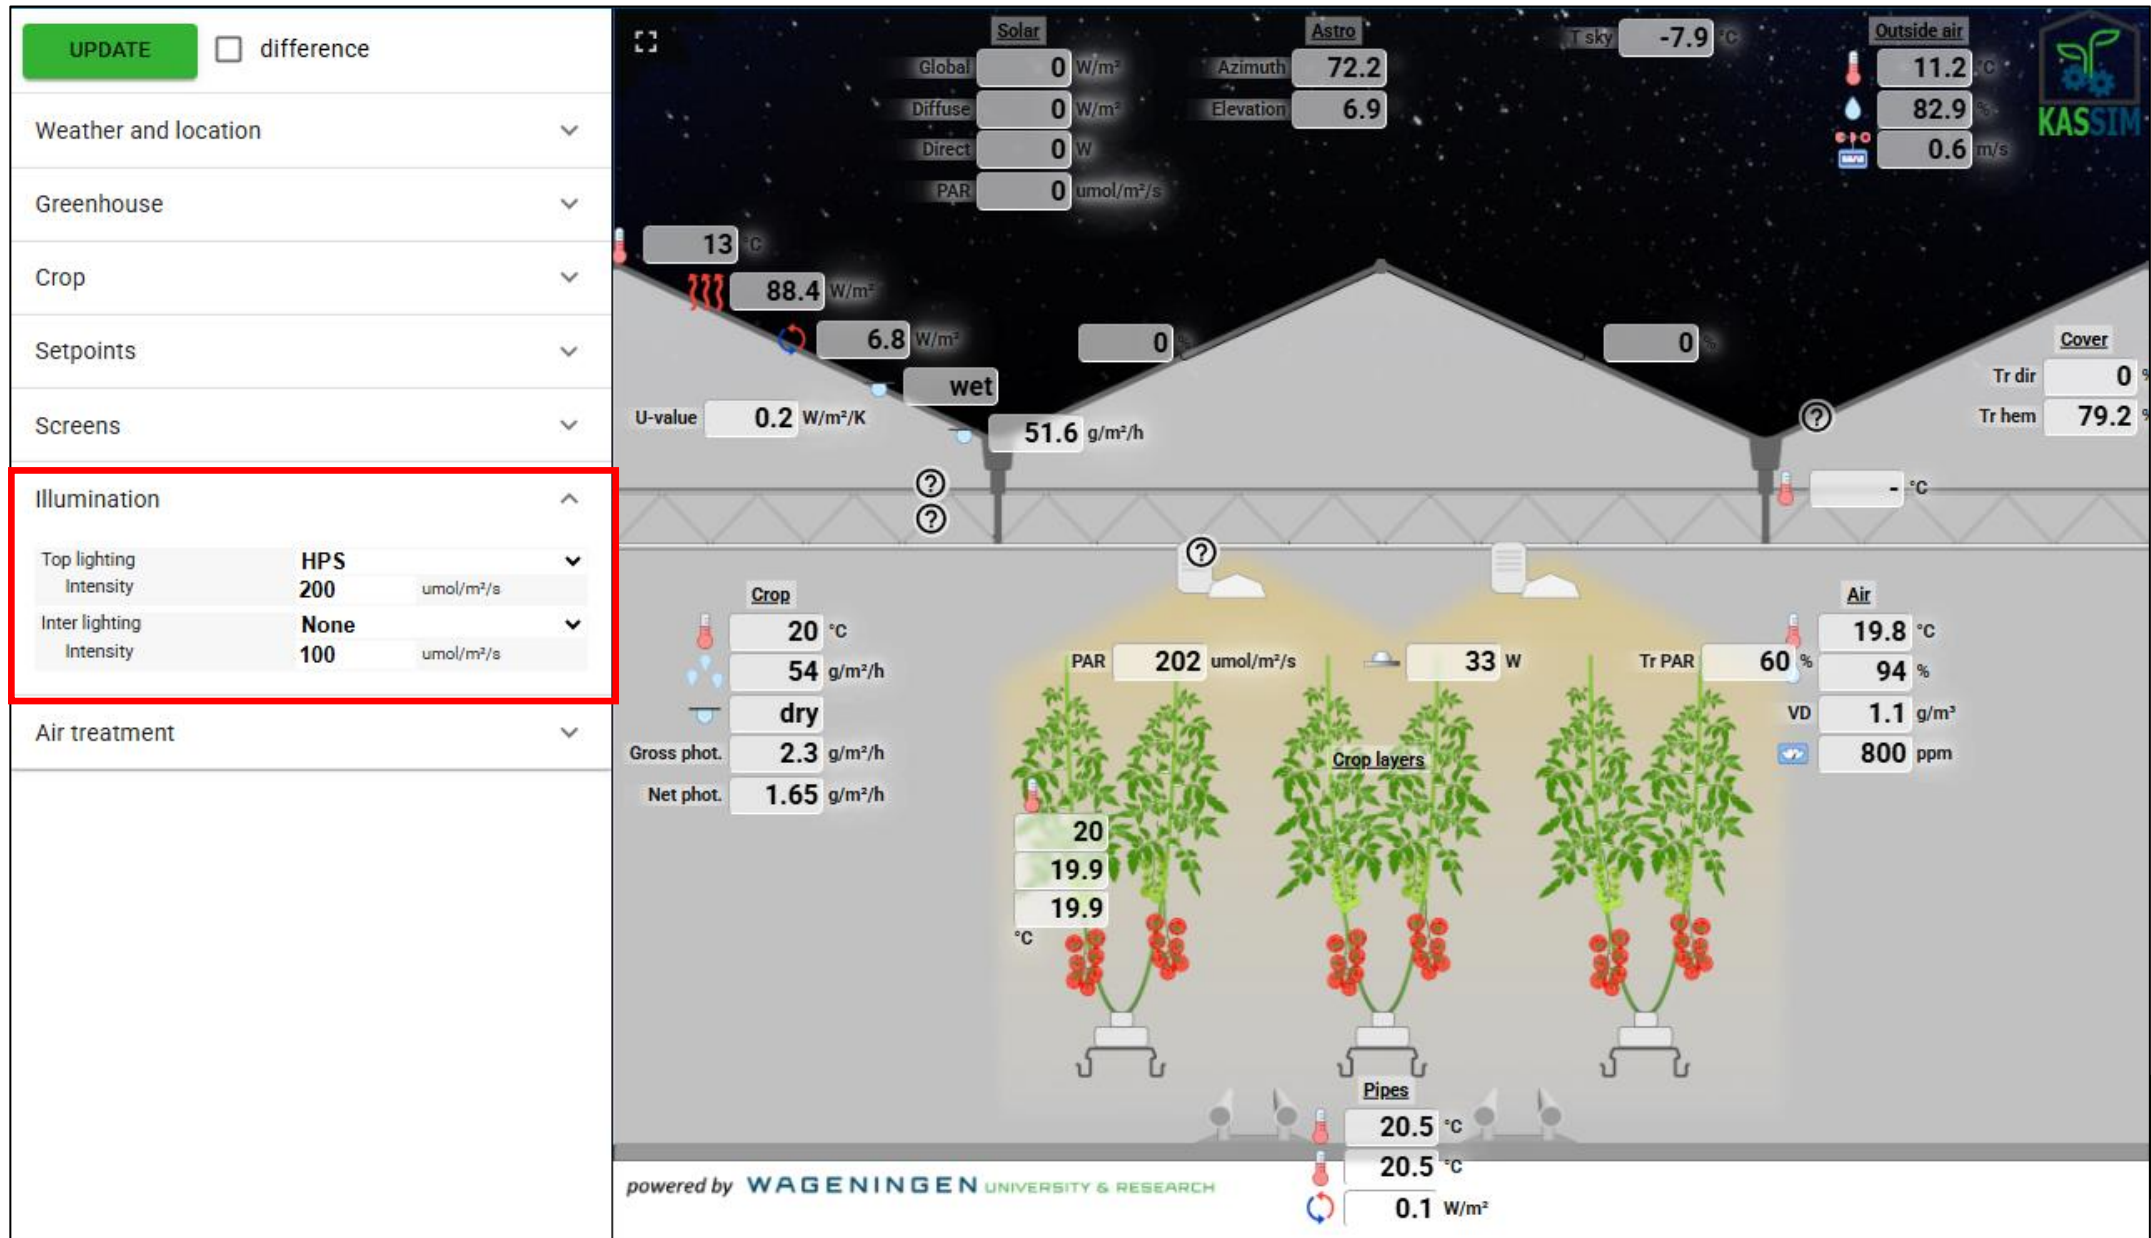 UPDATE difference
Weather and location
Greenhouse
Crop
Setpoints
Screens
Illumination
Top lighting HPS
Intensity 200 umol/m²/s
Inter lighting None
Intensity 100 umol/m²/s
Air treatment
Solar
Global 0 W/m²
Diffuse 0 W/m²
Direct 0 W
PAR 0 umol/m²/s
Astro
Azimuth 72.2
Elevation 6.9
T sky -7.9 °C
Outside air
11.2 °C
82.9 %
0.6 m/s
KASSIM
13 °C
88.4 W/m²
6.8 W/m²
wet
51.6 g/m²/h
U-value 0.2 W/m²/K
0 %
0 %
Cover
Tr dir 0 %
Tr hem 79.2 %
?
?
?
- °C
?
Crop
20 °C
54 g/m²/h
dry
Gross phot. 2.3 g/m²/h
Net phot. 1.65 g/m²/h
PAR 202 umol/m²/s
33 W
Tr PAR 60 %
Air
19.8 °C
94 %
VD 1.1 g/m³
800 ppm
Crop layers
20
19.9
19.9
°C
Pipes
20.5 °C
20.5 °C
0.1 W/m²
powered by WAGENINGEN UNIVERSITY & RESEARCH